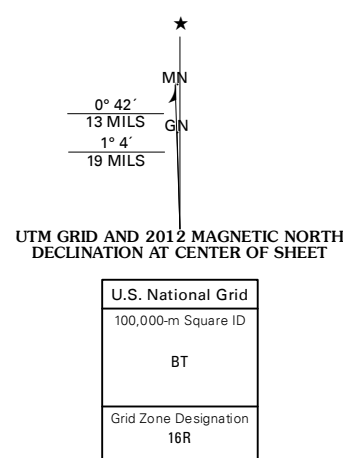 ★
MN
0° 42´
13 MILS
GN
1° 4´
19 MILS
UTM GRID AND 2012 MAGNETIC NORTH
DECLINATION AT CENTER OF SHEET
U.S. National Grid
100,000-m Square ID
BT
Grid Zone Designation
16R